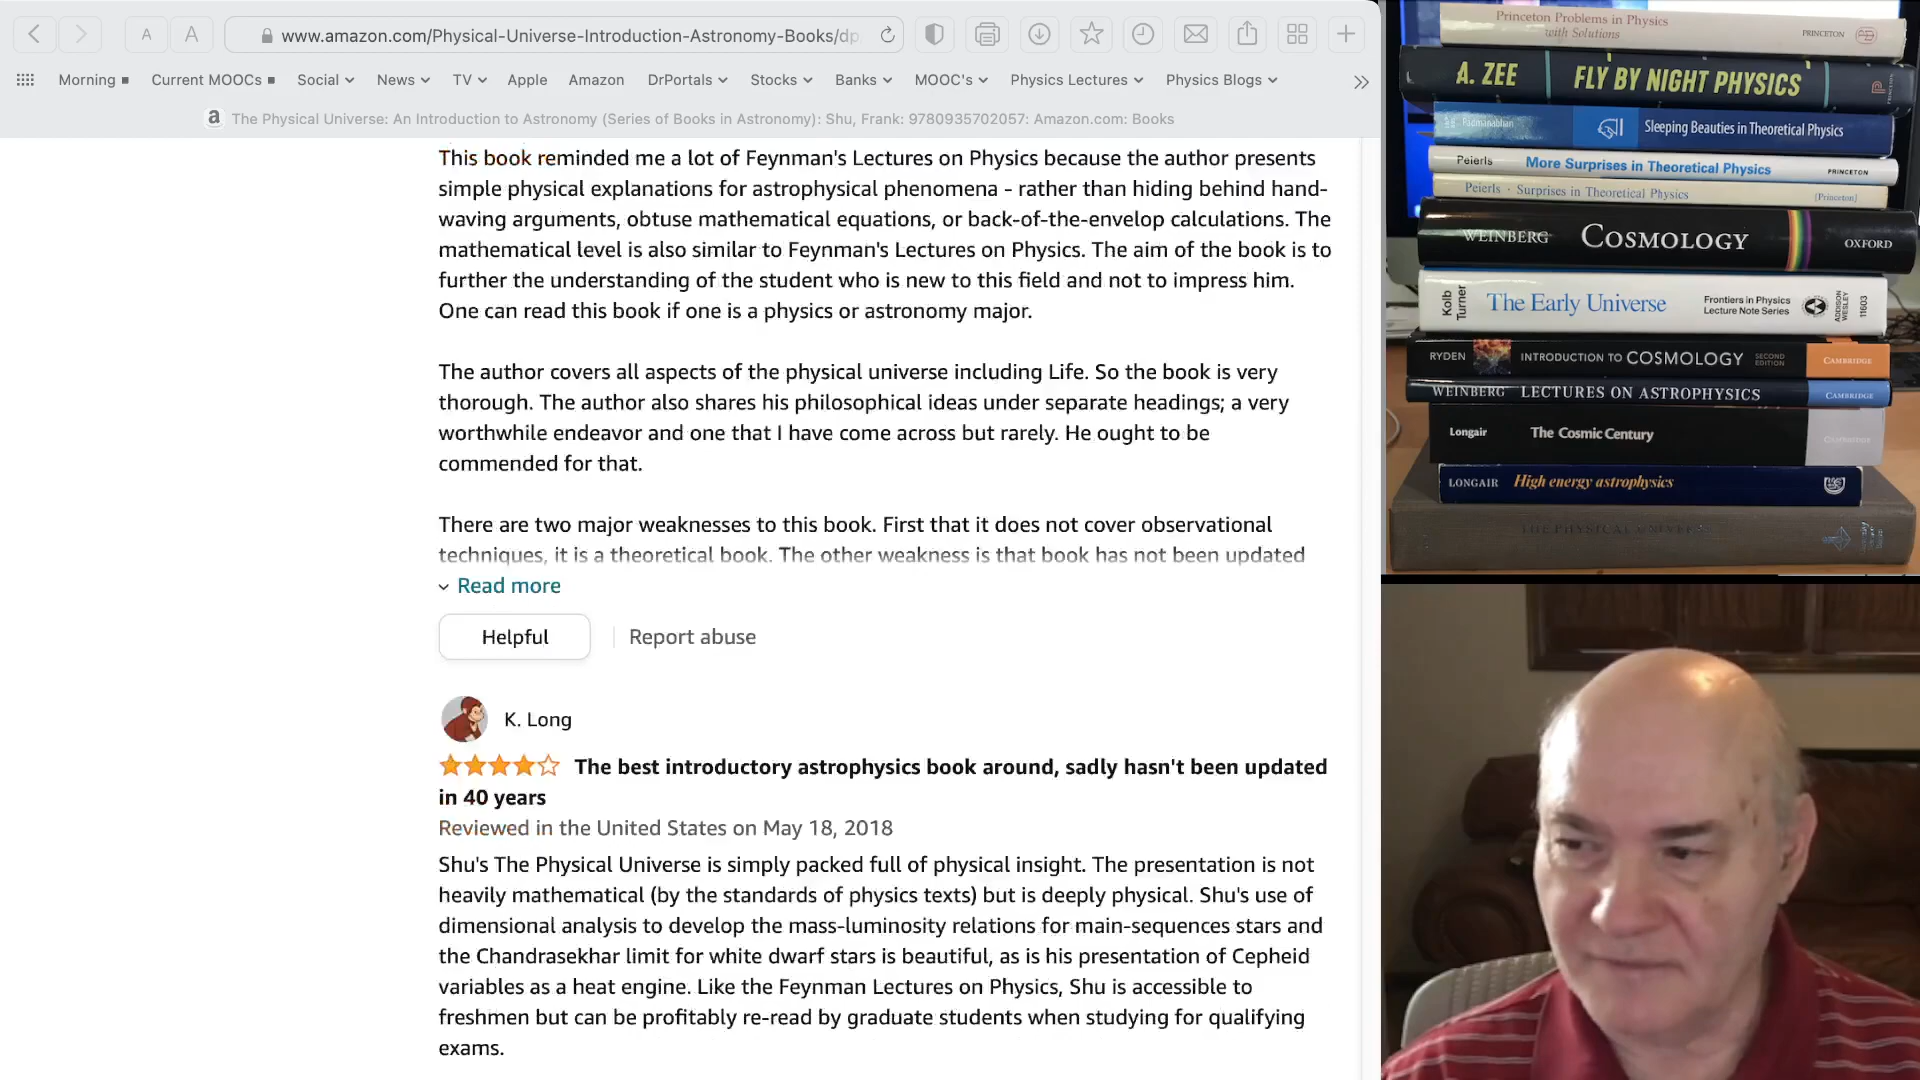 A
A
www.amazon.com/Physical-Universe-Introduction-Astronomy-Books/dp
Morning
Current MOOCs
Social
News
TV
Apple
Amazon
DrPortals
Stocks
Banks
MOOC's
Physics Lectures
Physics Blogs
a The Physical Universe: An Introduction to Astronomy (Series of Books in Astronomy): Shu, Frank: 9780935702057: Amazon.com: Books
This book reminded me a lot of Feynman's Lectures on Physics because the author presents
simple physical explanations for astrophysical phenomena - rather than hiding behind hand-
waving arguments, obtuse mathematical equations, or back-of-the-envelop calculations. The
mathematical level is also similar to Feynman's Lectures on Physics. The aim of the book is to
further the understanding of the student who is new to this field and not to impress him.
One can read this book if one is a physics or astronomy major.
The author covers all aspects of the physical universe including Life. So the book is very
thorough. The author also shares his philosophical ideas under separate headings; a very
worthwhile endeavor and one that I have come across but rarely. He ought to be
commended for that.
There are two major weaknesses to this book. First that it does not cover observational
techniques, it is a theoretical book. The other weakness is that book has not been updated
Read more
Helpful
Report abuse
K. Long
The best introductory astrophysics book around, sadly hasn't been updated
in 40 years
Reviewed in the United States on May 18, 2018
Shu's The Physical Universe is simply packed full of physical insight. The presentation is not
heavily mathematical (by the standards of physics texts) but is deeply physical. Shu's use of
dimensional analysis to develop the mass-luminosity relations for main-sequences stars and
the Chandrasekhar limit for white dwarf stars is beautiful, as is his presentation of Cepheid
variables as a heat engine. Like the Feynman Lectures on Physics, Shu is accessible to
freshmen but can be profitably re-read by graduate students when studying for qualifying
exams.
Princeton Problems in Physics
with Solutions
PRINCETON
A. ZEE FLY BY NIGHT PHYSICS
Padmanabhan Sleeping Beauties in Theoretical Physics
Peierls More Surprises in Theoretical Physics PRINCETON
Peierls · Surprises in Theoretical Physics [Princeton]
WEINBERG COSMOLOGY OXFORD
Kolb
Turner
The Early Universe
Frontiers in Physics
Lecture Note Series
ADDISON
WESLEY
11603
RYDEN INTRODUCTION TO COSMOLOGY SECOND
EDITION
CAMBRIDGE
WEINBERG LECTURES ON ASTROPHYSICS CAMBRIDGE
Longair The Cosmic Century CAMBRIDGE
LONGAIR High energy astrophysics
THE PHYSICAL UNIVERSE